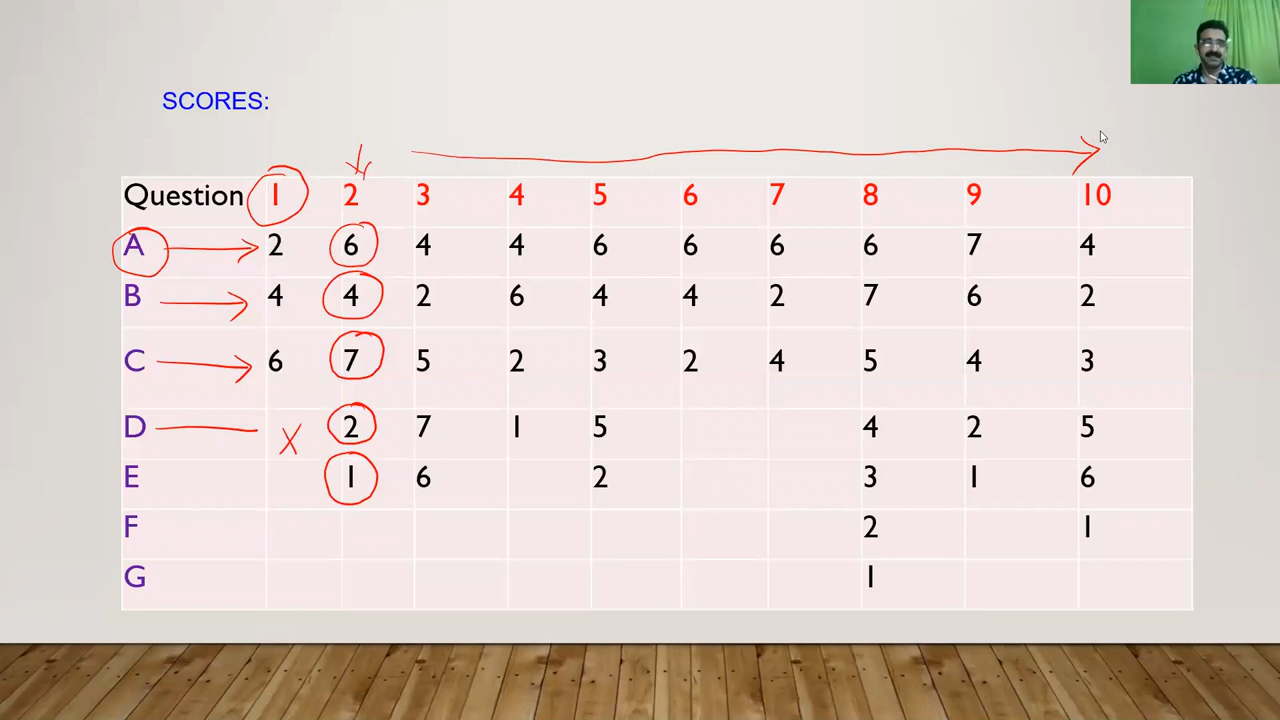 SCORES:
Question 1 2 3 4 5 6 7 8 9 10
A 2 6 4 4 6 6 6 6 7 4
B 4 4 2 6 4 4 2 7 6 2
C 6 7 5 2 3 2 4 5 4 3
D X 2 7 1 5 4 2 5
E 1 6 2 3 1 6
F 2 1
G 1